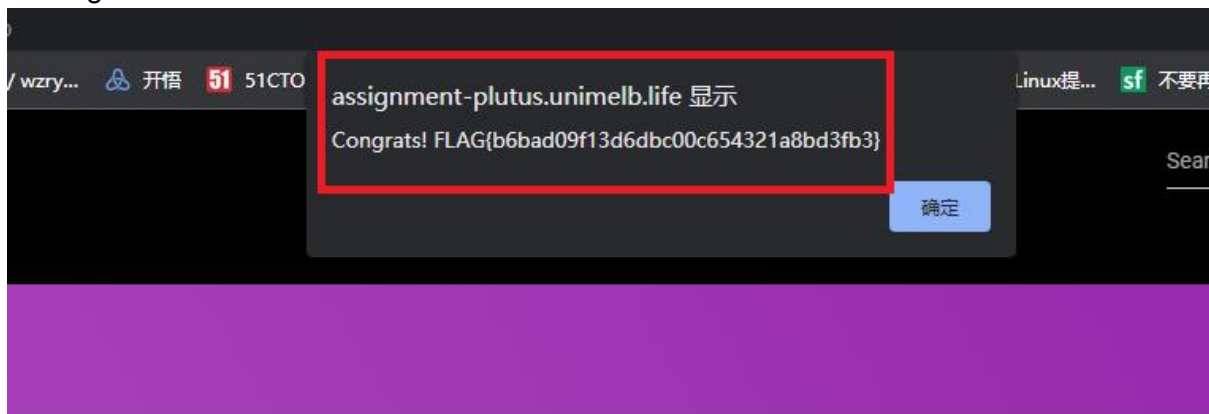 / wzry... 开悟 51 51CTO Linux提... sf 不要再
assignment-plutus.unimelb.life 显示
Congrats! FLAG{b6bad09f13d6dbc00c654321a8bd3fb3}
Sear
确定